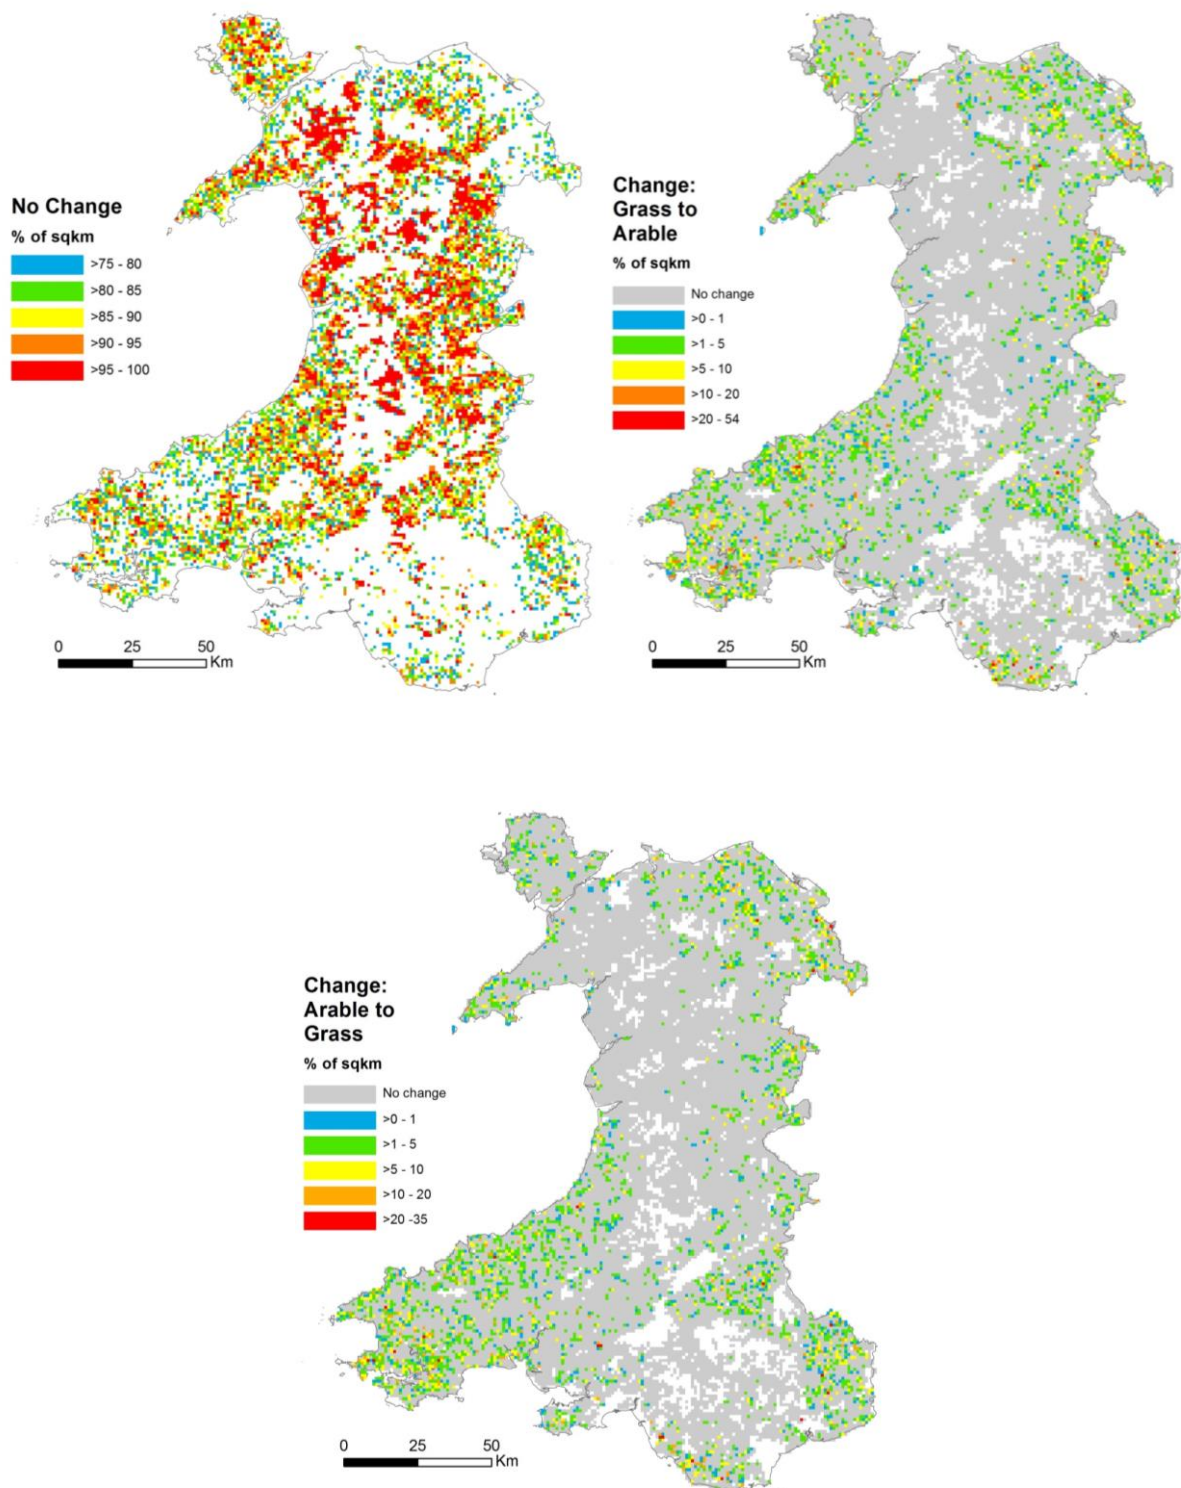 No Change
% of sqkm
>75 - 80
>80 - 85
>85 - 90
>90 - 95
>95 - 100
0 25 50
Km
Change:
Grass to
Arable
% of sqkm
No change
>0 - 1
>1 - 5
>5 - 10
>10 - 20
>20 - 54
0 25 50
Km
Change:
Arable to
Grass
% of sqkm
No change
>0 - 1
>1 - 5
>5 - 10
>10 - 20
>20 -35
0 25 50
Km